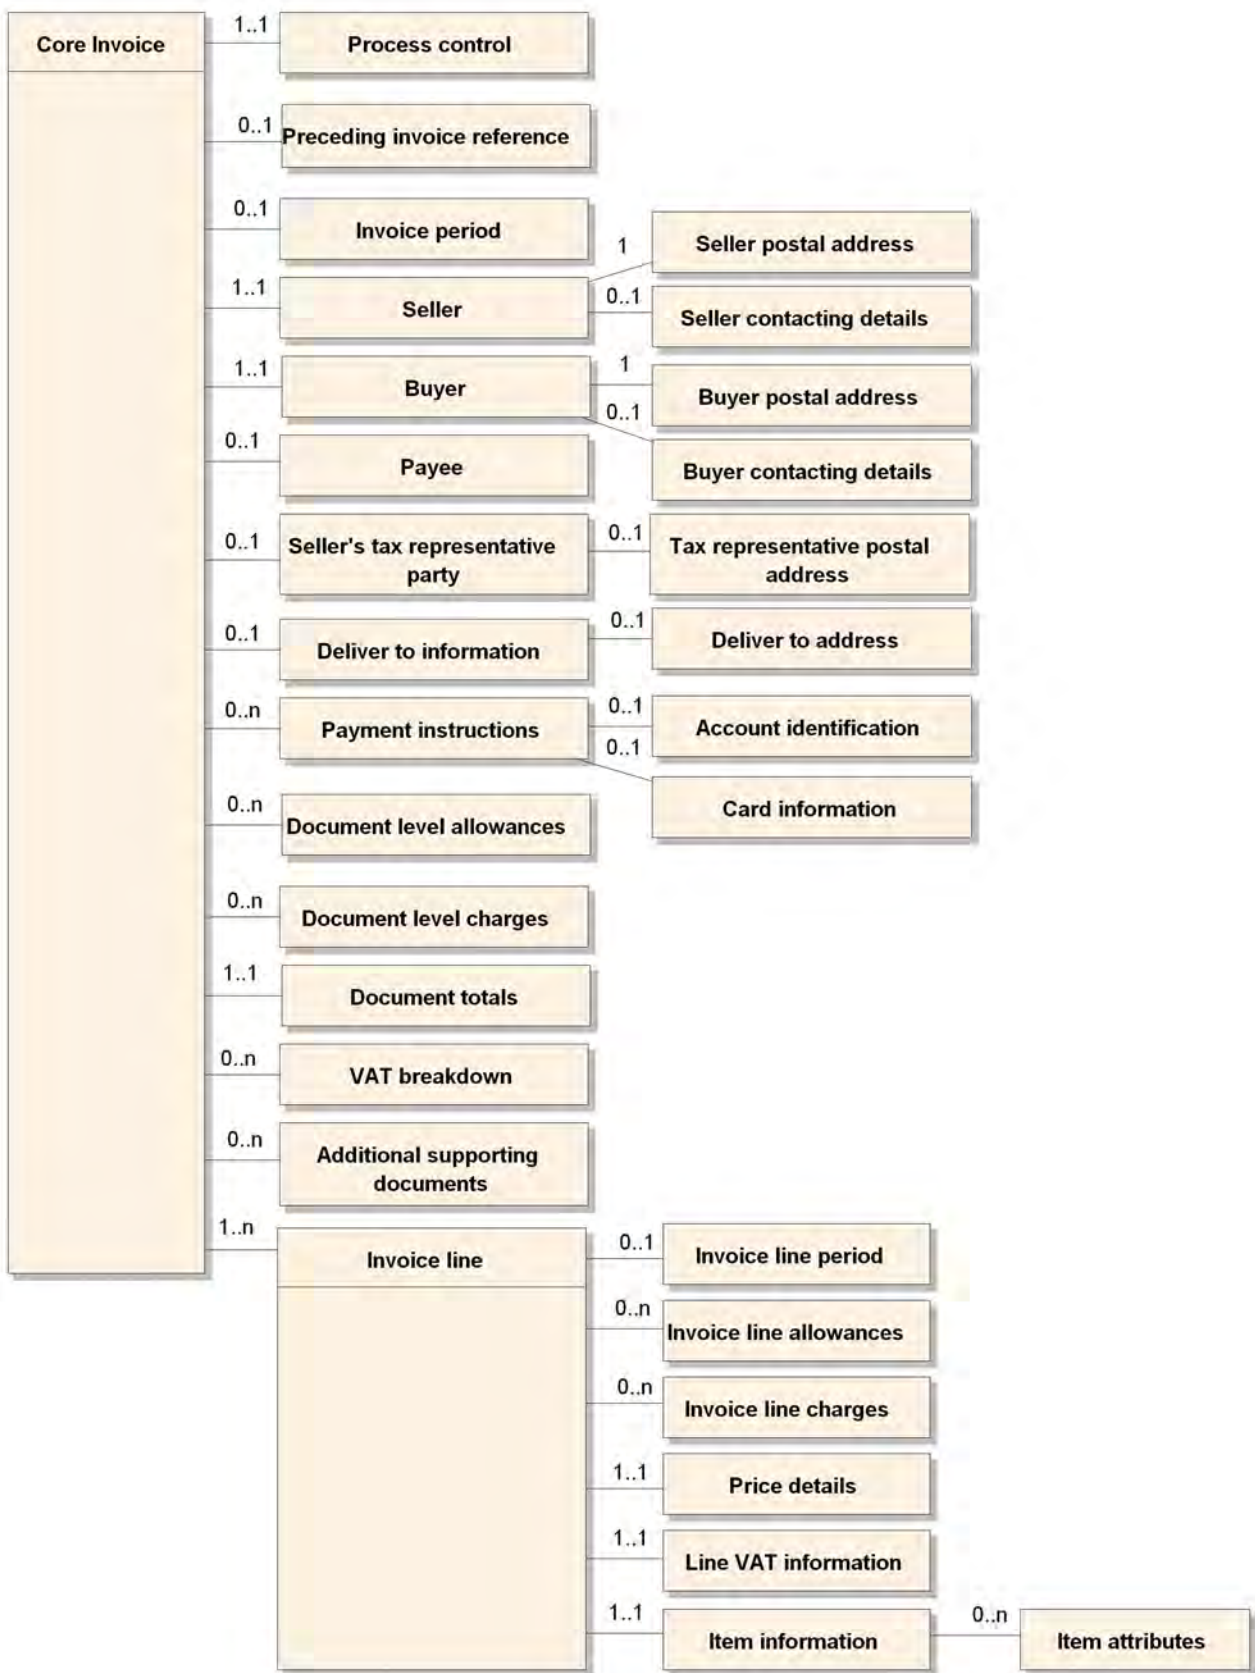 Core Invoice
1..1
Process control
0..1
Preceding invoice reference
0..1
Invoice period
1..1
Seller
1
Seller postal address
0..1
Seller contacting details
1..1
Buyer
1
Buyer postal address
0..1
Buyer contacting details
0..1
Payee
0..1
Seller's tax representative
party
0..1
Tax representative postal
address
0..1
Deliver to information
0..1
Deliver to address
0..n
Payment instructions
0..1
Account identification
0..1
Card information
0..n
Document level allowances
0..n
Document level charges
1..1
Document totals
0..n
VAT breakdown
0..n
Additional supporting
documents
1..n
Invoice line
0..1
Invoice line period
0..n
Invoice line allowances
0..n
Invoice line charges
1..1
Price details
1..1
Line VAT information
1..1
Item information
0..n
Item attributes